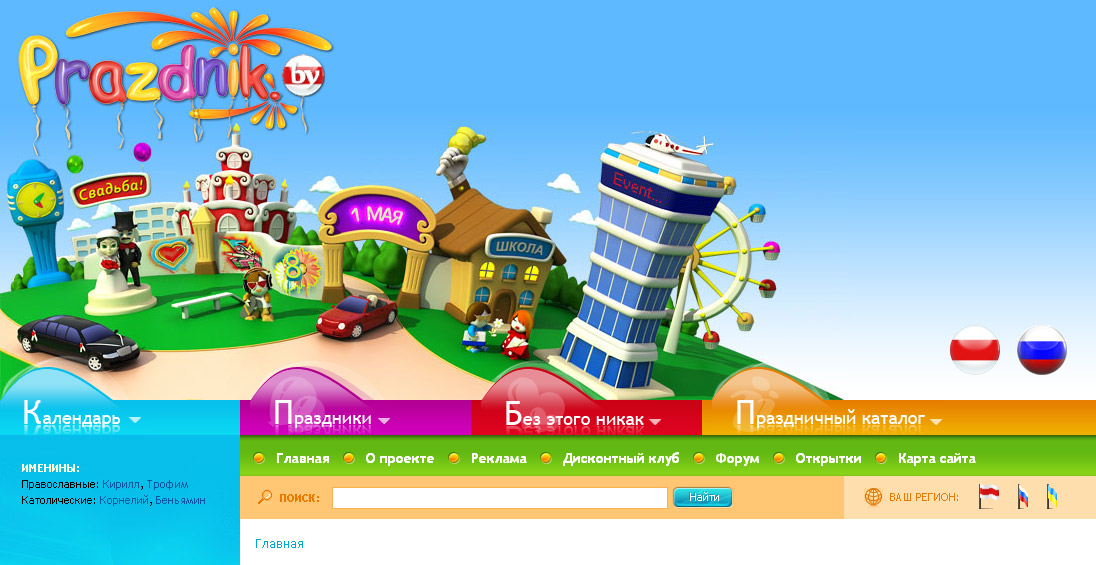 Prazdnik.by
Свадьба!
1 МАЯ
Event...
ШКОЛА
8
Календарь
Праздники
Без этого никак
Праздничный каталог
Главная
О проекте
Реклама
Дисконтный клуб
Форум
Открытки
Карта сайта
ИМЕНИНЫ:
Православные: Кирилл, Трофим
Католические: Корнелий, Беньямин
ПОИСК:
Найти
ВАШ РЕГИОН:
Главная